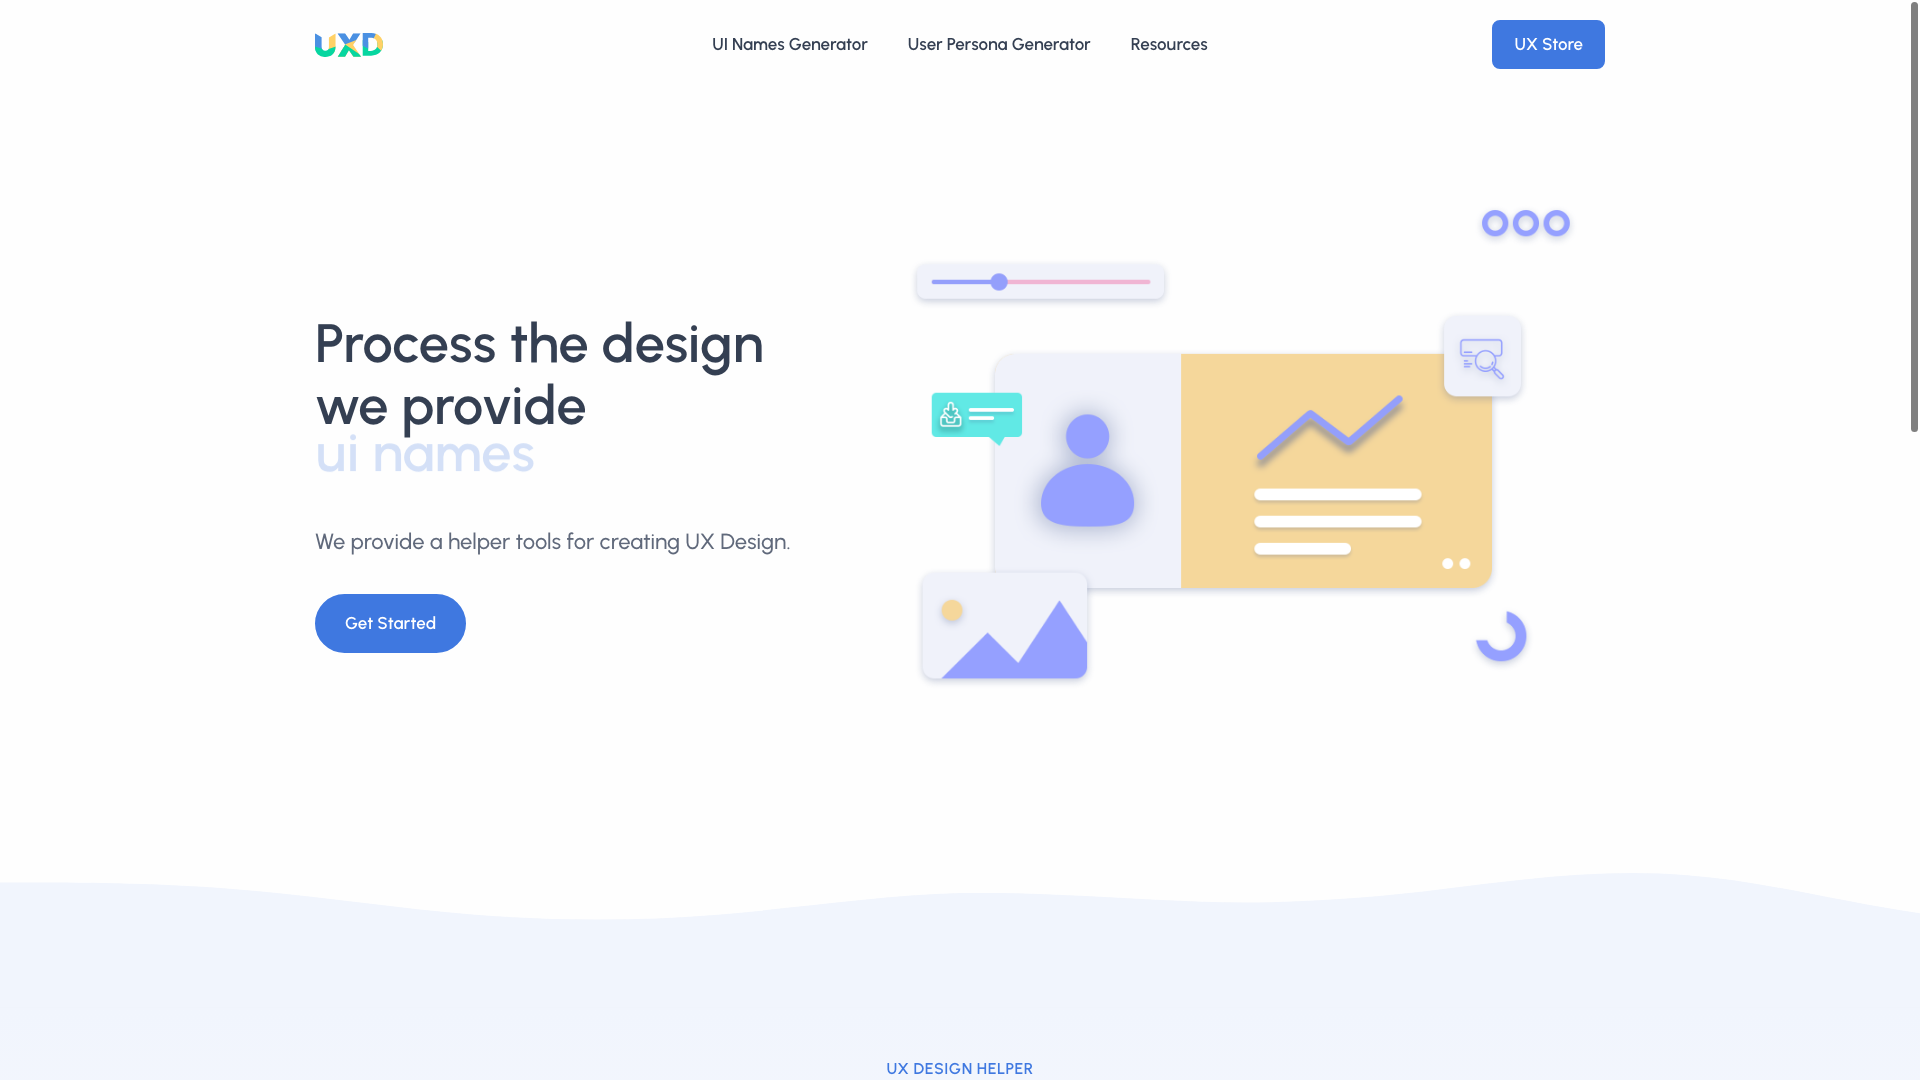 UXD
UI Names Generator
User Persona Generator
Resources
UX Store
Process the design
we provide
ui names
We provide a helper tools for creating UX Design.
Get Started
UX DESIGN HELPER